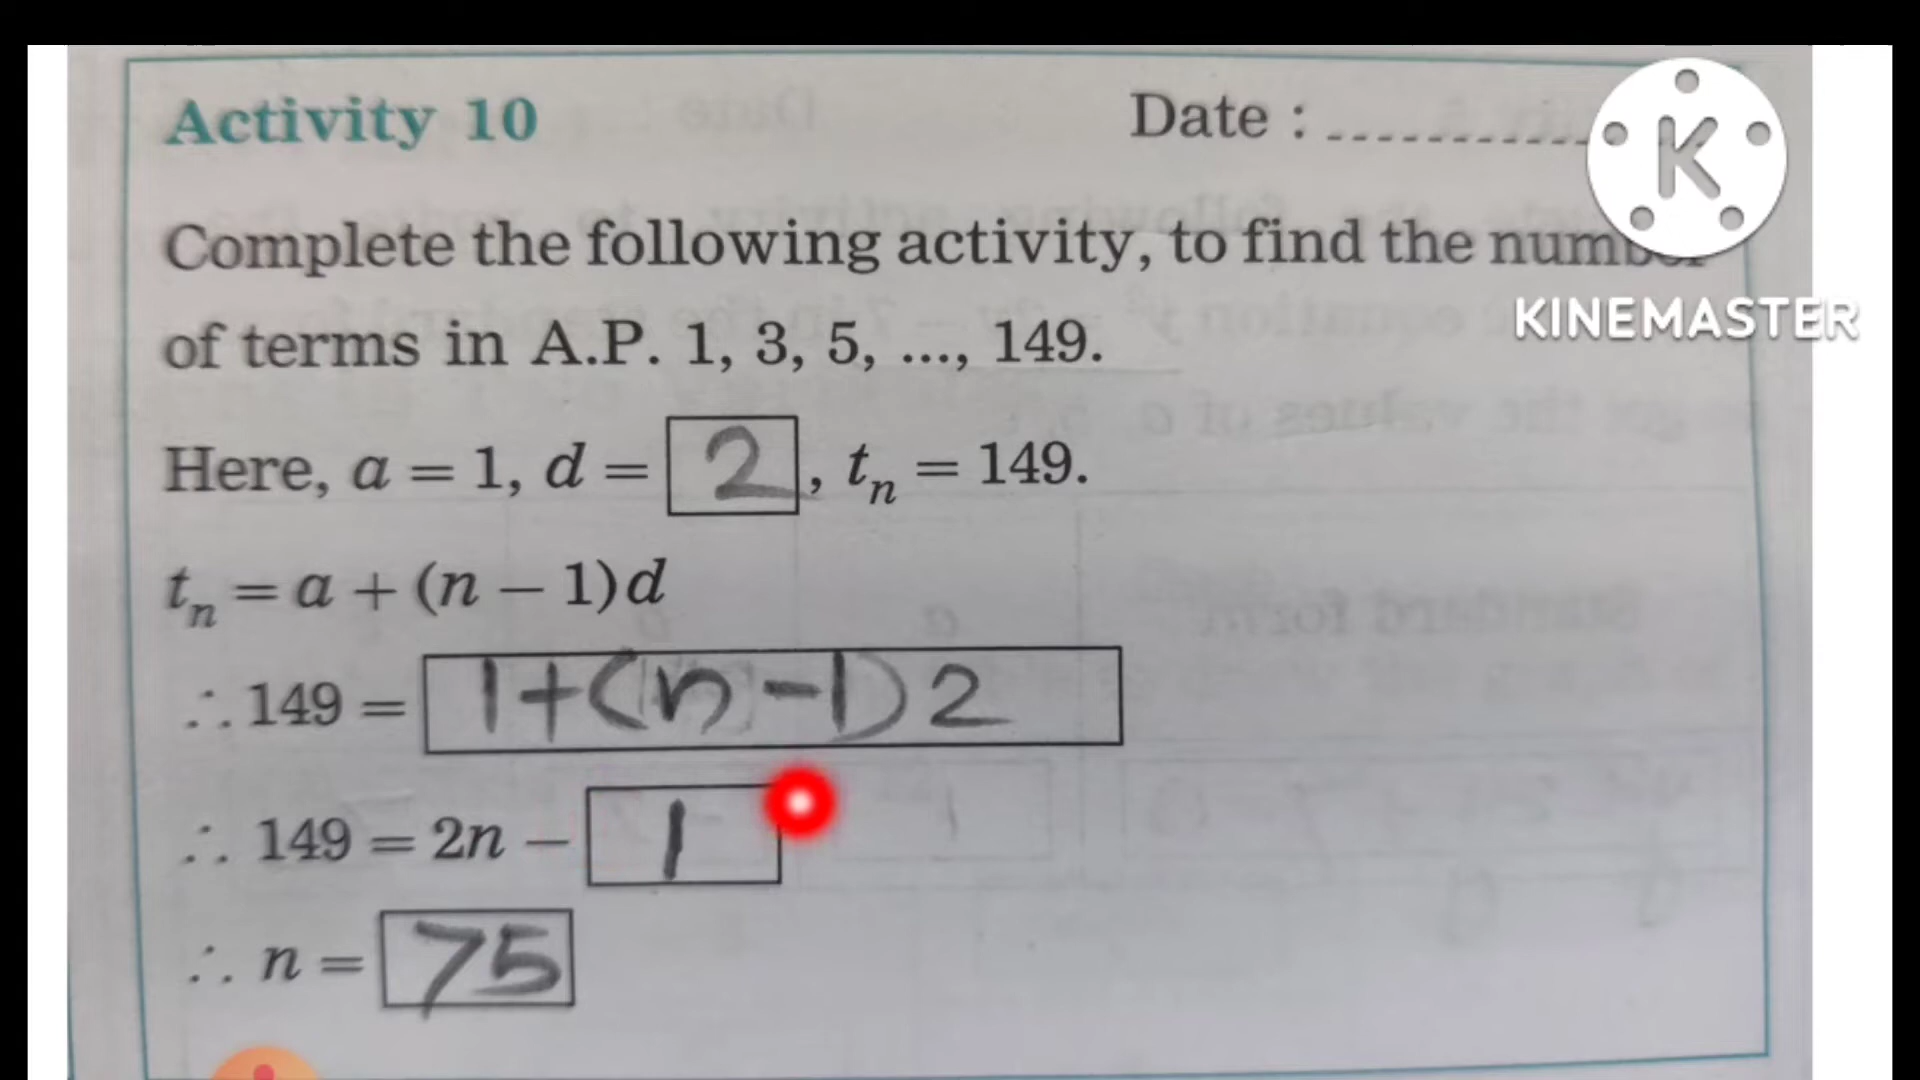 Activity 10 Date : ............
K
Complete the following activity, to find the number
KINEMASTER
of terms in A.P. 1, 3, 5, ..., 149.
Here, a = 1, d = 2, tₙ = 149.
tₙ = a + (n − 1)d
∴ 149 = 1+(n-1)2
∴ 149 = 2n − 1
∴ n = 75